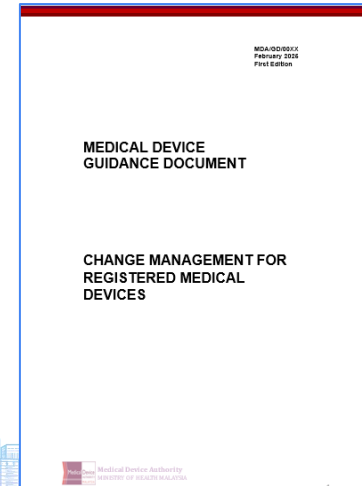 MDA/GD/00XX
February 2025
First Edition
MEDICAL DEVICE
GUIDANCE DOCUMENT
CHANGE MANAGEMENT FOR
REGISTERED MEDICAL
DEVICES
Medical Device Authority
MINISTRY OF HEALTH MALAYSIA